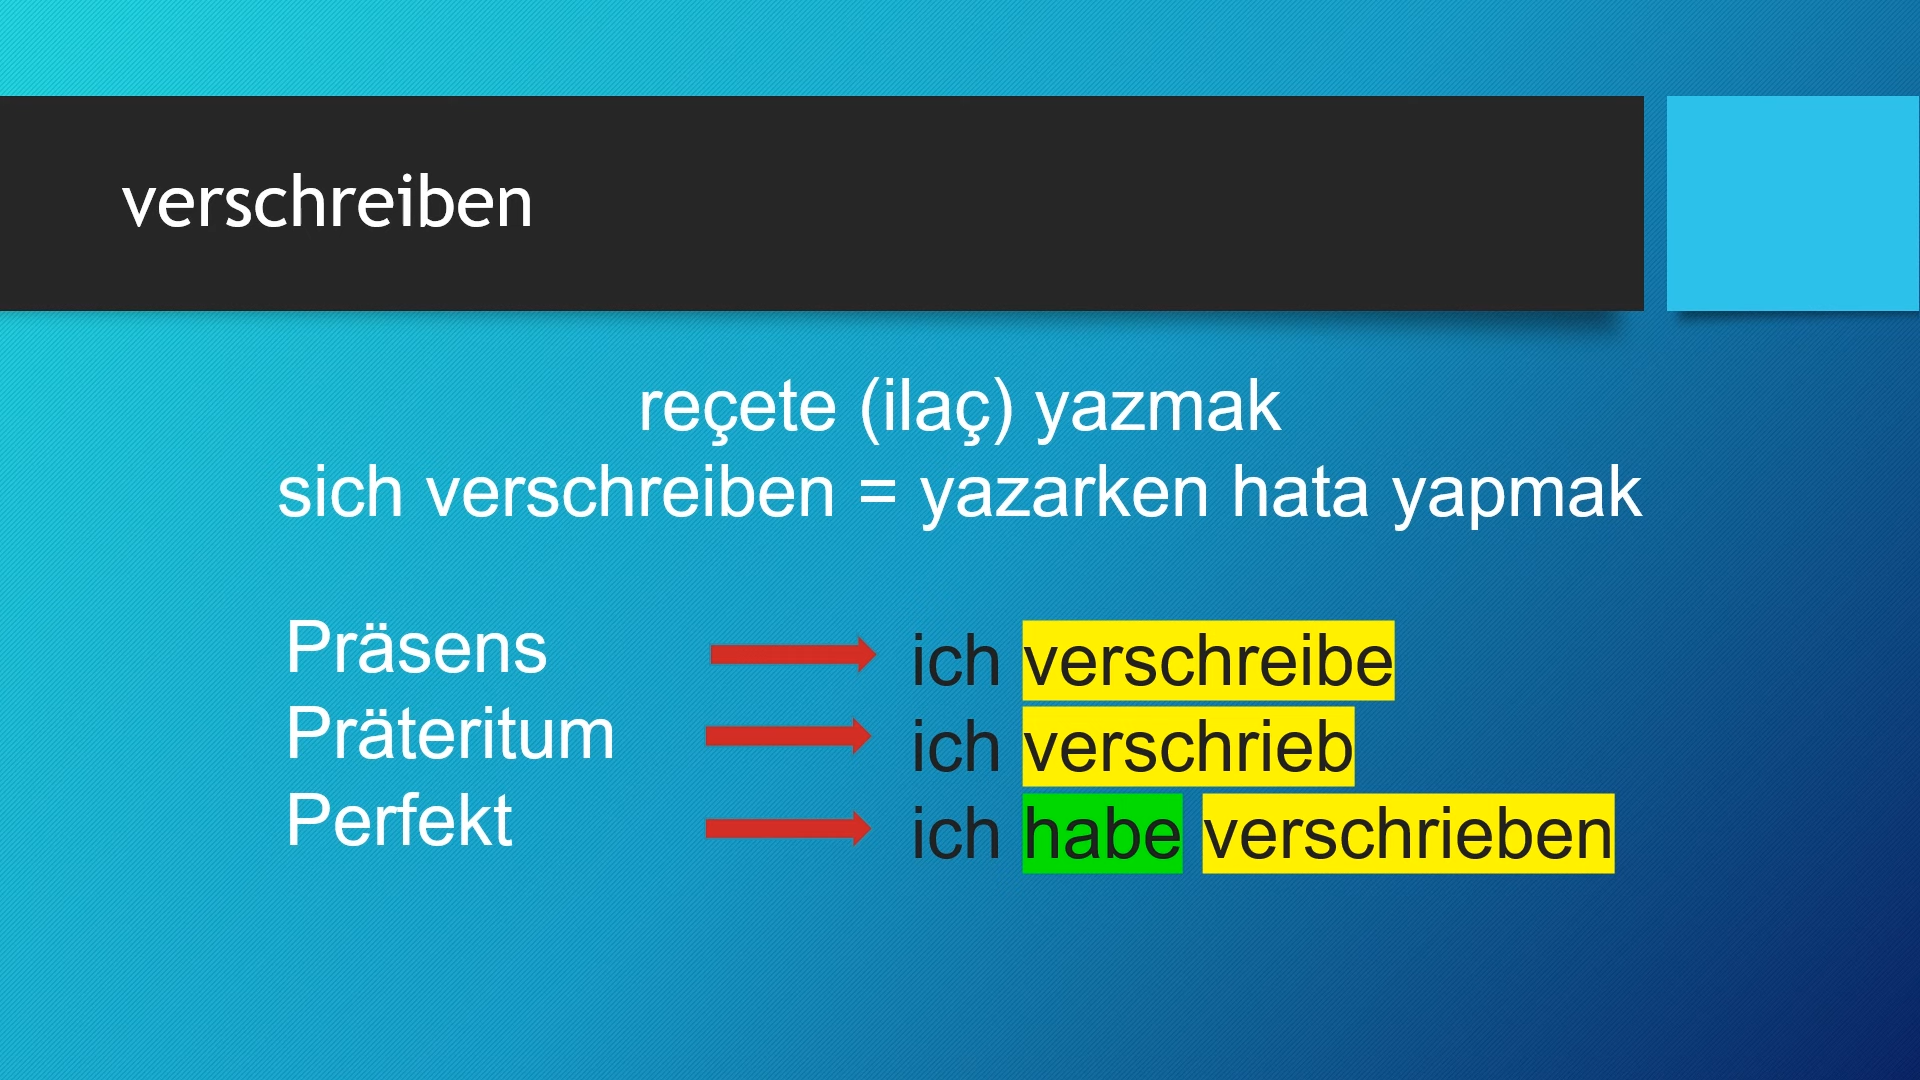 verschreiben
reçete (ilaç) yazmak
sich verschreiben = yazarken hata yapmak
Präsens ich verschreibe
Präteritum ich verschrieb
Perfekt ich habe verschrieben